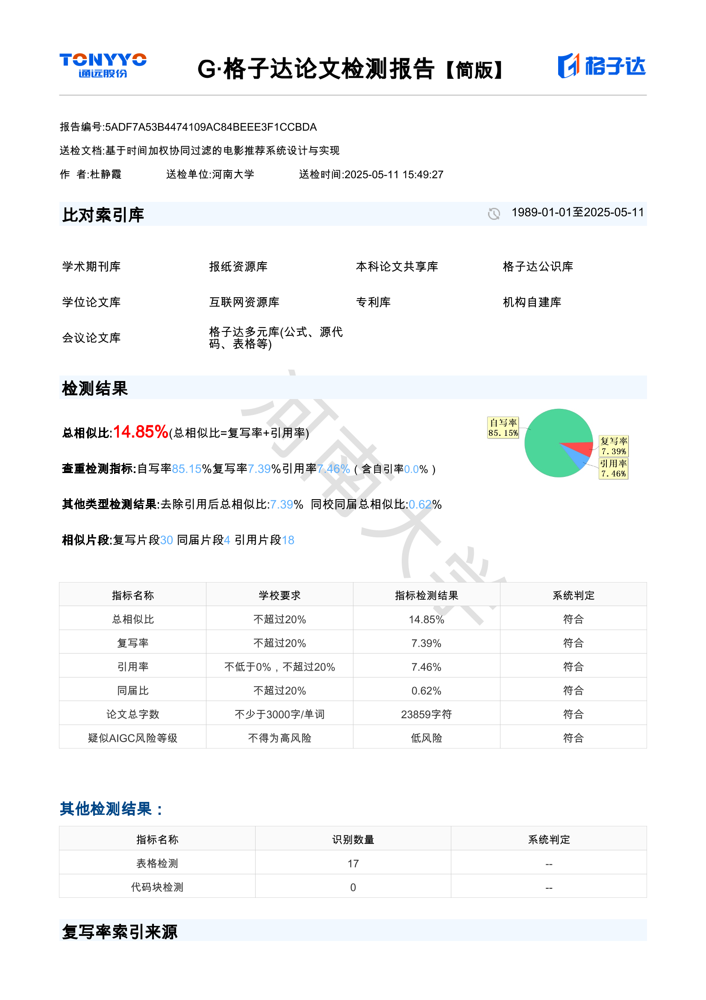 TONYYO
通远股份
G·格子达论文检测报告【简版】
格子达
报告编号:5ADF7A53B4474109AC84BEEE3F1CCBDA
送检文档:基于时间加权协同过滤的电影推荐系统设计与实现
作 者:杜静霞 送检单位:河南大学 送检时间:2025-05-11 15:49:27
比对索引库 1989-01-01至2025-05-11
学术期刊库 报纸资源库 本科论文共享库 格子达公识库
学位论文库 互联网资源库 专利库 机构自建库
会议论文库 格子达多元库(公式、源代
码、表格等)
检测结果
总相似比:14.85%(总相似比=复写率+引用率)
查重检测指标:自写率85.15%复写率7.39%引用率7.46%（含自引率0.0%）
其他类型检测结果:去除引用后总相似比:7.39% 同校同届总相似比:0.62%
相似片段:复写片段30 同届片段4 引用片段18
自写率
85.15%
复写率
7.39%
引用率
7.46%
河南大学
指标名称 学校要求 指标检测结果 系统判定
总相似比 不超过20% 14.85% 符合
复写率 不超过20% 7.39% 符合
引用率 不低于0%，不超过20% 7.46% 符合
同届比 不超过20% 0.62% 符合
论文总字数 不少于3000字/单词 23859字符 符合
疑似AIGC风险等级 不得为高风险 低风险 符合
其他检测结果：
指标名称 识别数量 系统判定
表格检测 17 --
代码块检测 0 --
复写率索引来源